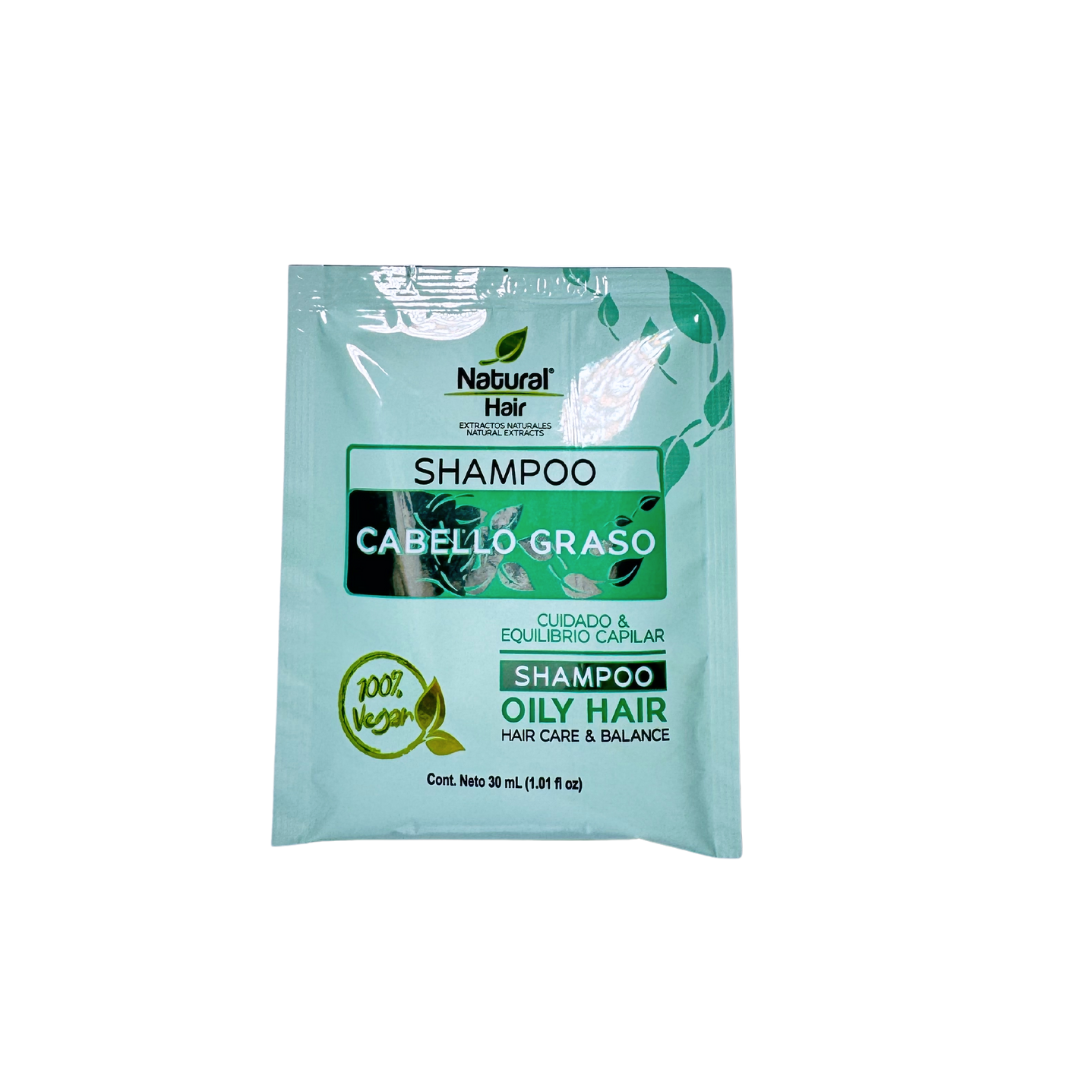 Natural®
Hair
EXTRACTOS NATURALES
NATURAL EXTRACTS
SHAMPOO
CABELLO GRASO
CUIDADO &
EQUILIBRIO CAPILAR
SHAMPOO
OILY HAIR
HAIR CARE & BALANCE
100%
Vegan
Cont. Neto 30 mL (1.01 fl oz)